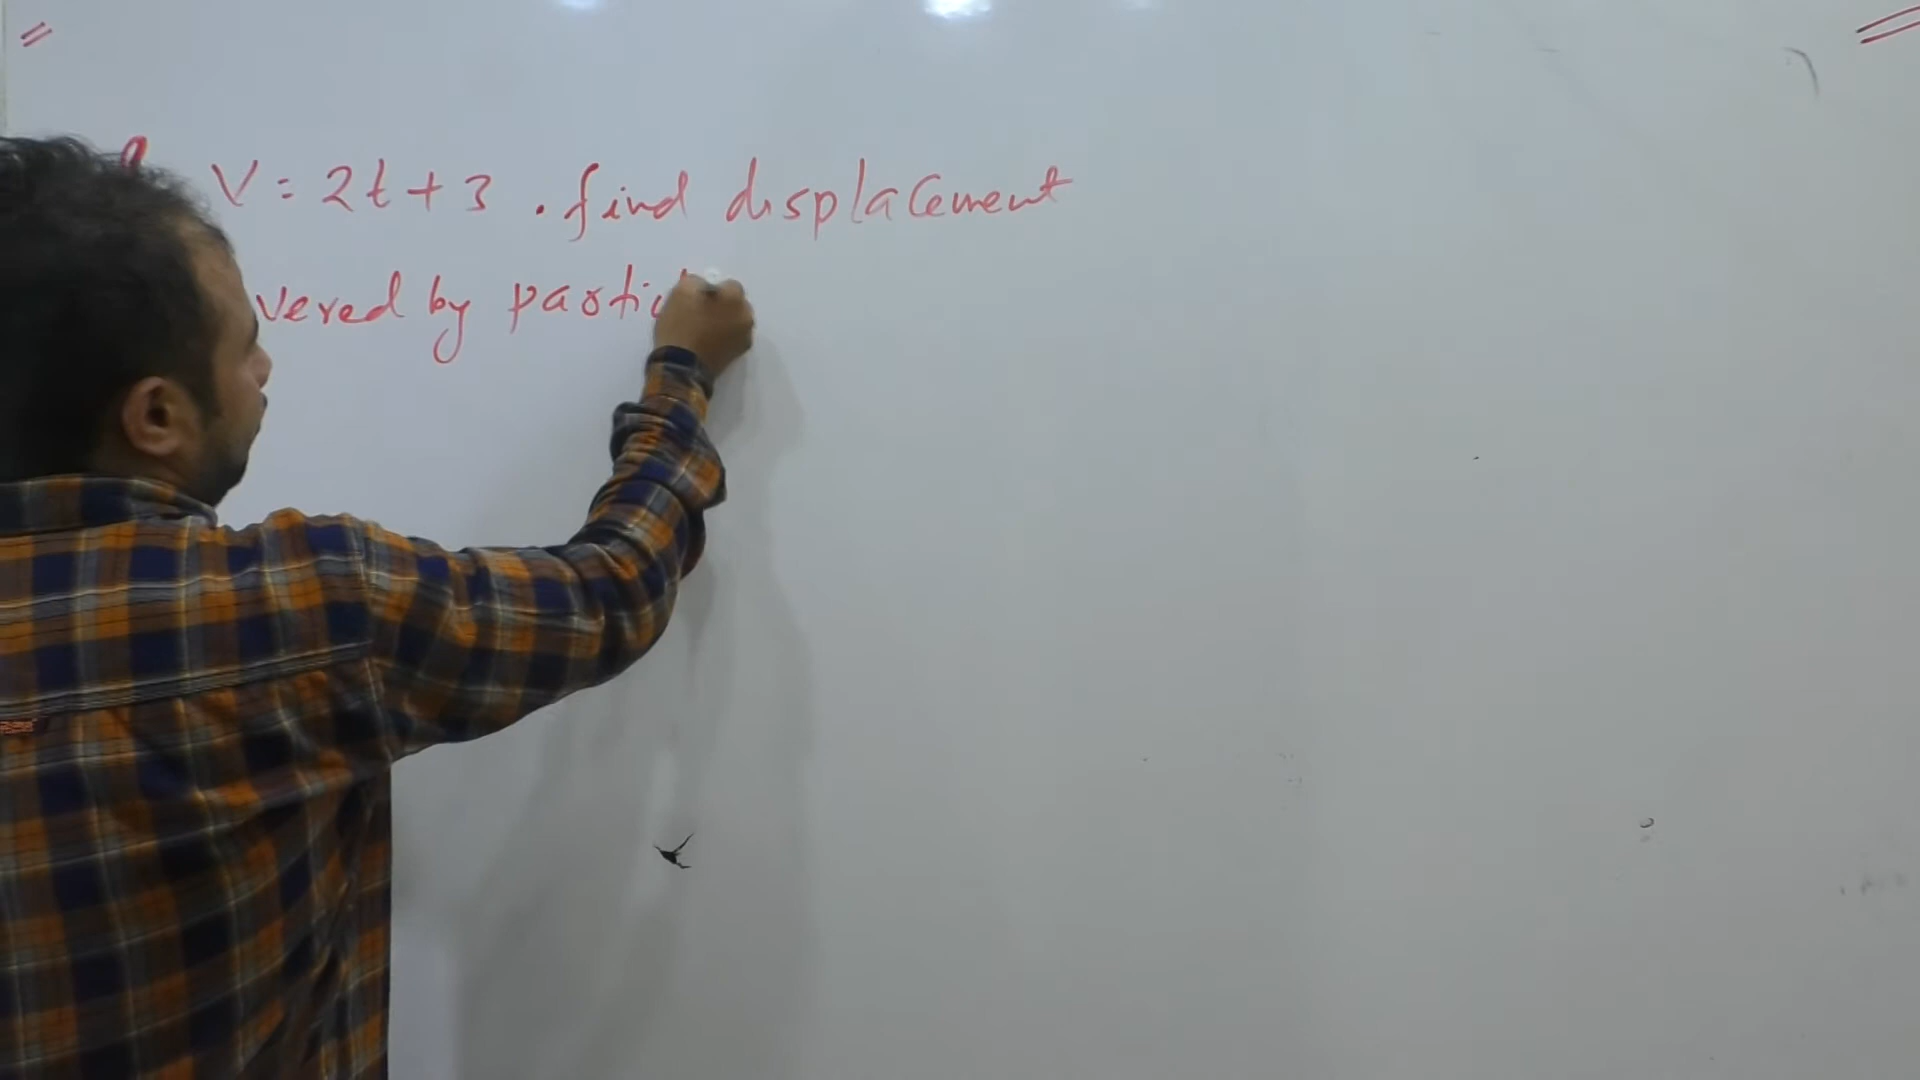 V = 2t + 3 . find displacement
vered by partic